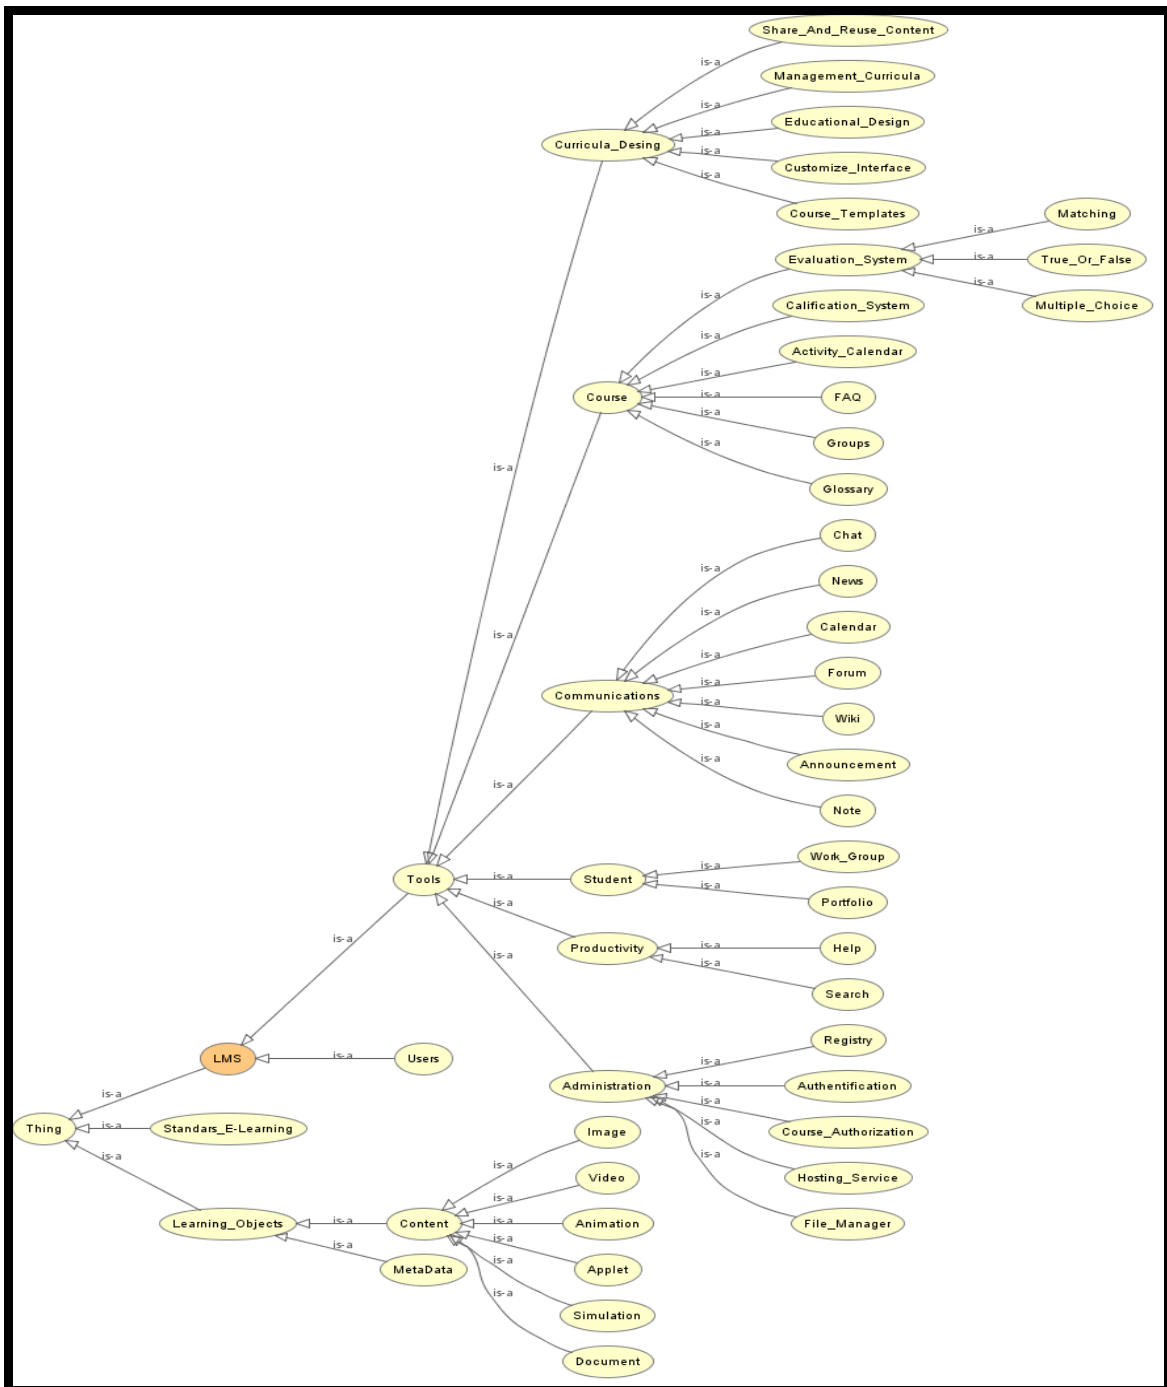 Share_And_Reuse_Content
is-a
Management_Curricula
is-a
Educational_Design
is-a
Curricula_Desing
is-a
Customize_Interface
is-a
Course_Templates
Matching
is-a
Evaluation_System
is-a
True_Or_False
is-a
Multiple_Choice
is-a
Calification_System
is-a
Activity_Calendar
is-a
Course
is-a
FAQ
is-a
Groups
is-a
Glossary
is-a
Chat
is-a
News
is-a
Calendar
is-a
is-a
Forum
is-a
Communications
is-a
Wiki
is-a
Announcement
is-a
Note
is-a
Work_Group
is-a
Tools
is-a
Student
is-a
Portfolio
is-a
Productivity
is-a
Help
is-a
Search
is-a
is-a
Registry
is-a
LMS
is-a
Users
Administration
is-a
Authentification
is-a
Course_Authorization
is-a
Hosting_Service
is-a
File_Manager
is-a
Thing
is-a
Standars_E-Learning
is-a
Image
is-a
Video
is-a
Learning_Objects
is-a
Content
is-a
Animation
is-a
MetaData
is-a
Applet
is-a
Simulation
is-a
Document